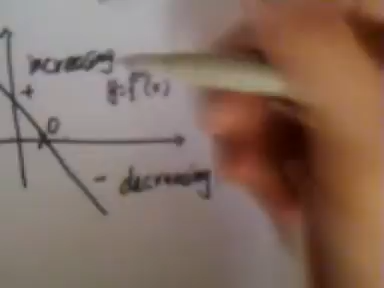 increasing
+
y=f'(x)
0
- decreasing